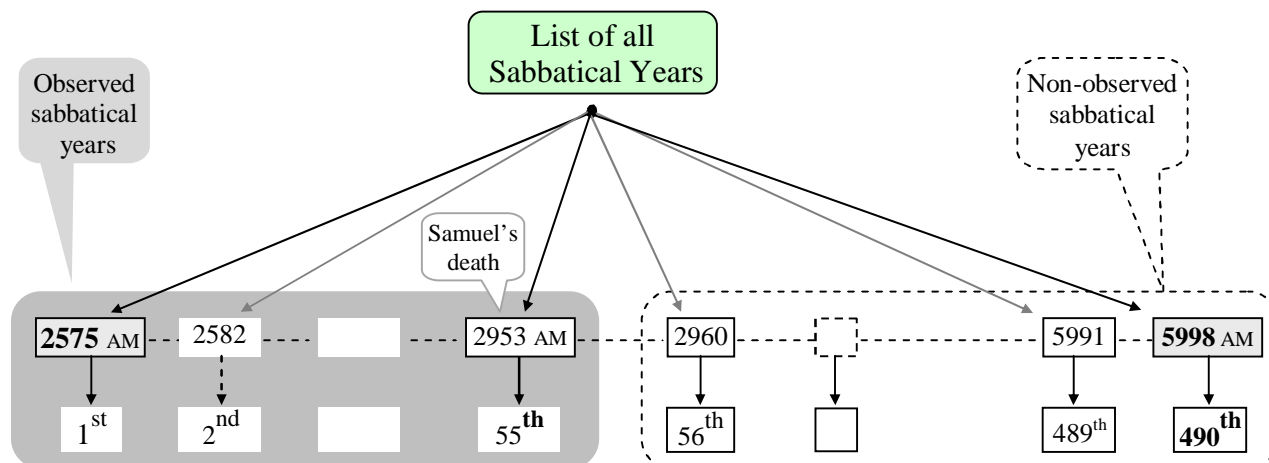 List of all
Sabbatical Years
Observed
sabbatical
years
Non-observed
sabbatical
years
Samuel's
death
2575 AM
2582
2953 AM
2960
5991
5998 AM
1st
2nd
55th
56th
489th
490th